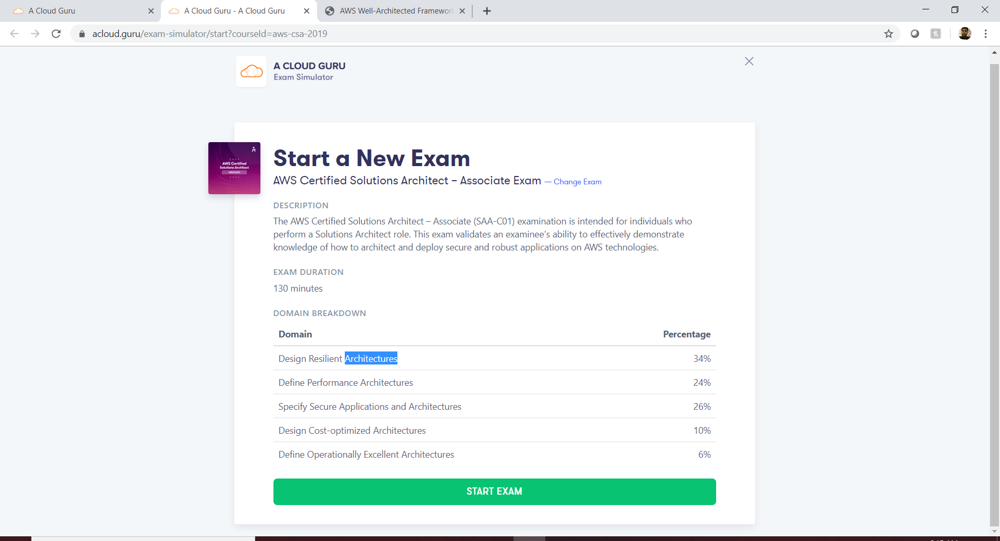 A Cloud Guru
A Cloud Guru - A Cloud Guru
AWS Well-Architected Framework
acloud.guru/exam-simulator/start?courseId=aws-csa-2019
A CLOUD GURU
Exam Simulator
AWS Certified
Solutions Architect
ASSOCIATE
Start a New Exam
AWS Certified Solutions Architect – Associate Exam — Change Exam
DESCRIPTION
The AWS Certified Solutions Architect – Associate (SAA-C01) examination is intended for individuals who
perform a Solutions Architect role. This exam validates an examinee’s ability to effectively demonstrate
knowledge of how to architect and deploy secure and robust applications on AWS technologies.
EXAM DURATION
130 minutes
DOMAIN BREAKDOWN
Domain Percentage
Design Resilient Architectures 34%
Define Performance Architectures 24%
Specify Secure Applications and Architectures 26%
Design Cost-optimized Architectures 10%
Define Operationally Excellent Architectures 6%
START EXAM